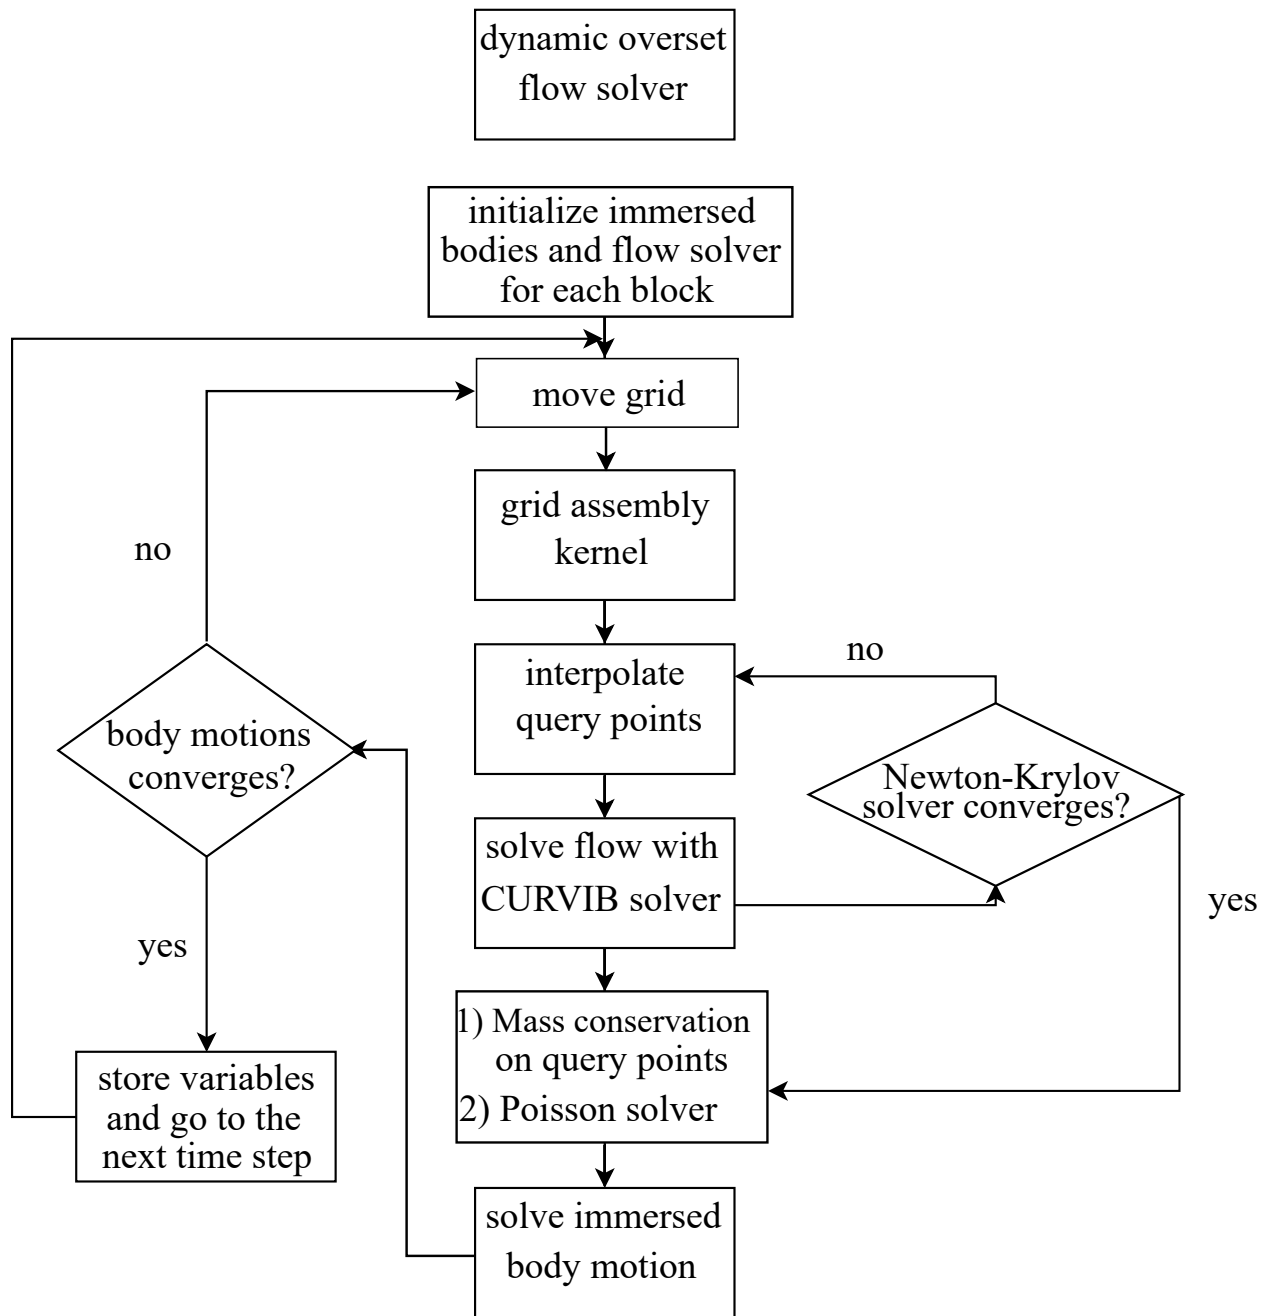 dynamic overset
flow solver
initialize immersed
bodies and flow solver
for each block
move grid
grid assembly
kernel
no
interpolate
query points
no
body motions
converges?
Newton-Krylov
solver converges?
solve flow with
CURVIB solver
yes
yes
1) Mass conservation
on query points
2) Poisson solver
store variables
and go to the
next time step
solve immersed
body motion